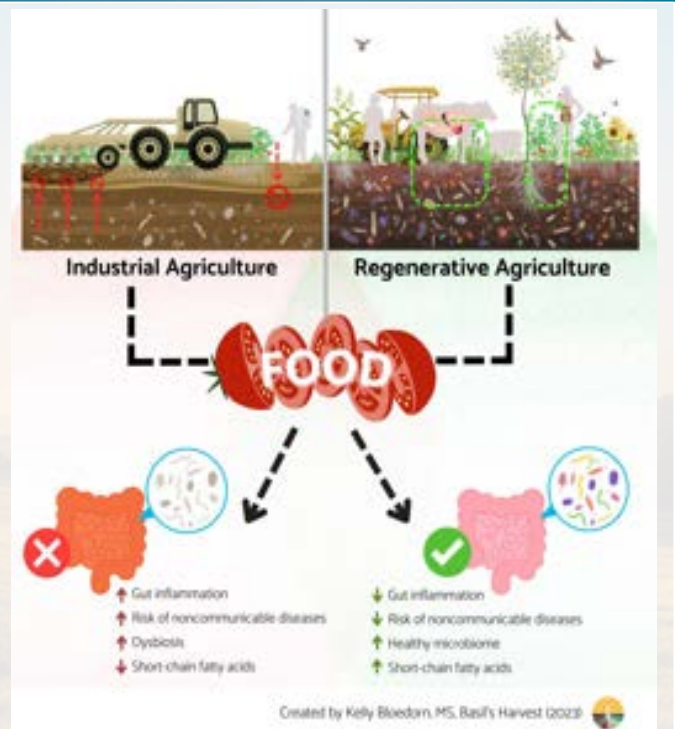 Industrial Agriculture
Regenerative Agriculture
FOOD
↑ Gut inflammation
↑ Risk of noncommunicable diseases
↑ Dysbiosis
↓ Short-chain fatty acids
↓ Gut inflammation
↓ Risk of noncommunicable diseases
↑ Healthy microbiome
↑ Short-chain fatty acids
Created by Kelly Bloedorn, MS, Basil's Harvest (2023)